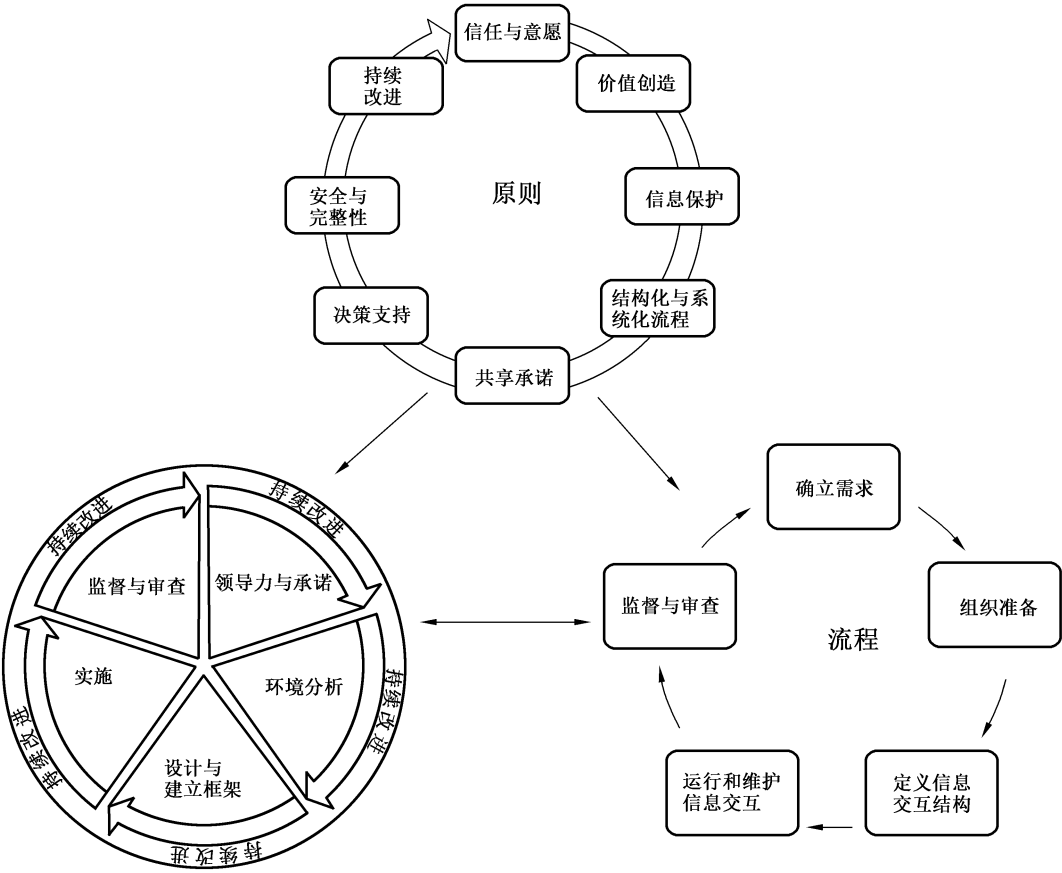 信任与意愿
价值创造
信息保护
结构化与系
统化流程
共享承诺
决策支持
安全与
完整性
持续
改进
原则
持续改进
领导力与承诺
持续改进
环境分析
持续改进
设计与
建立框架
持续改进
实施
持续改进
监督与审查
确立需求
组织准备
定义信息
交互结构
运行和维护
信息交互
监督与审查
流程